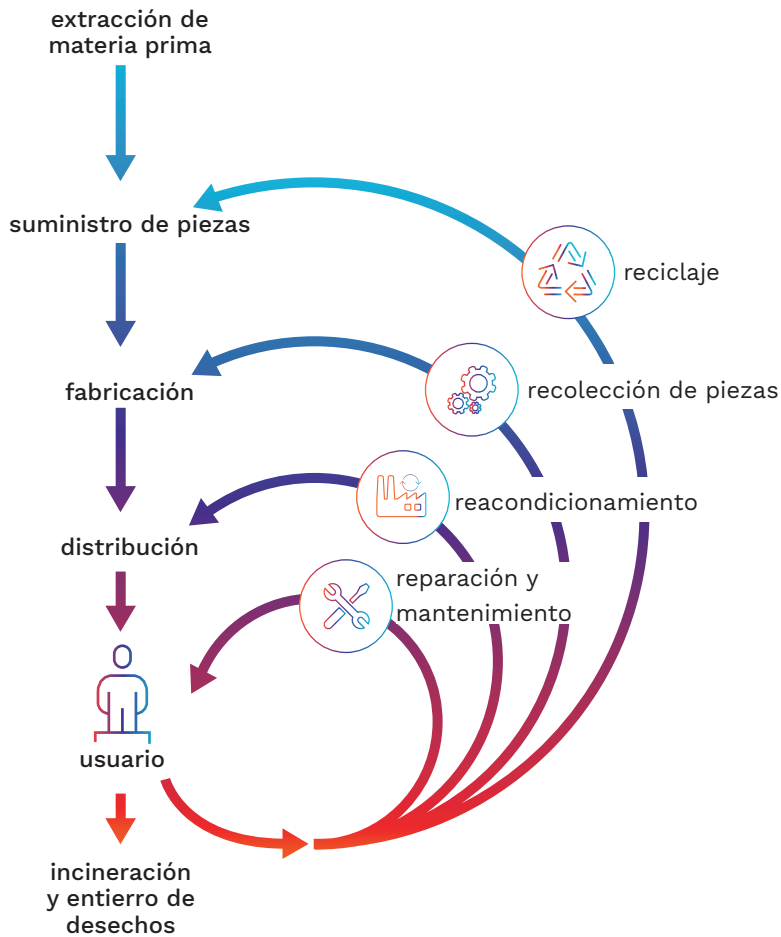 extracción de
materia prima
suministro de piezas
reciclaje
fabricación
recolección de piezas
reacondicionamiento
distribución
reparación y
mantenimiento
usuario
incineración
y entierro de
desechos